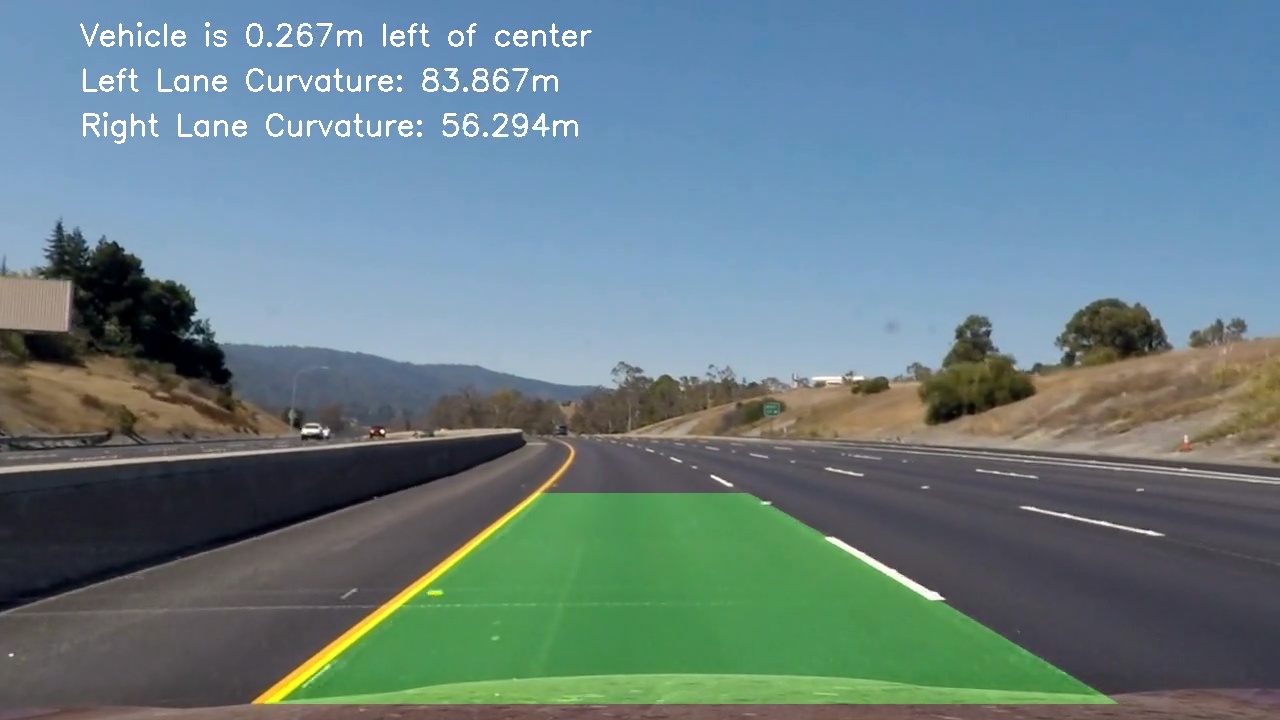 Vehicle is 0.267m left of center
Left Lane Curvature: 83.867m
Right Lane Curvature: 56.294m